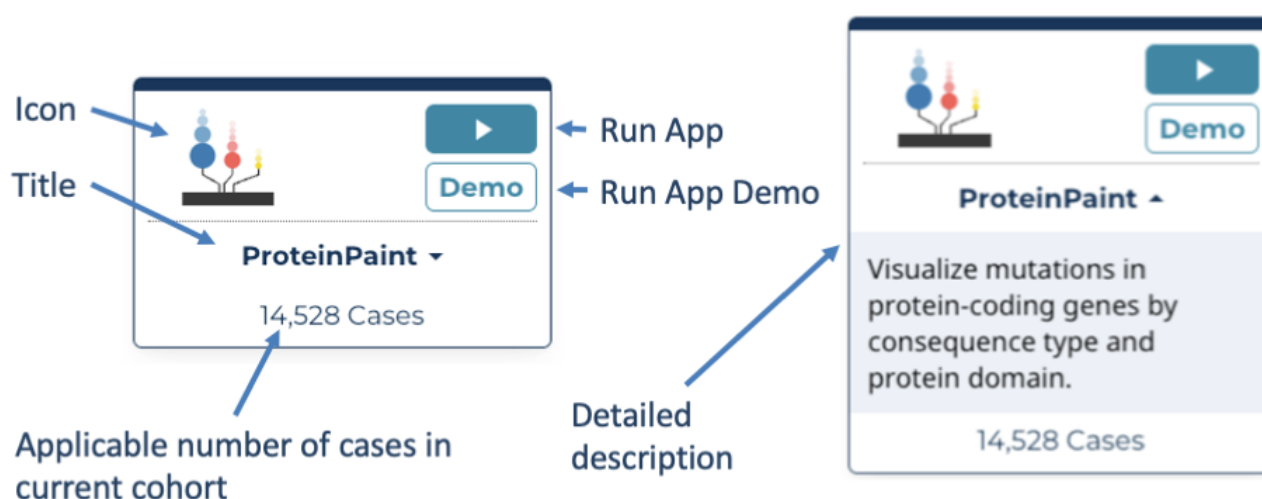 Icon
Title
Demo
ProteinPaint
14,528 Cases
Run App
Run App Demo
Applicable number of cases in
current cohort
Detailed
description
Demo
ProteinPaint
Visualize mutations in
protein-coding genes by
consequence type and
protein domain.
14,528 Cases